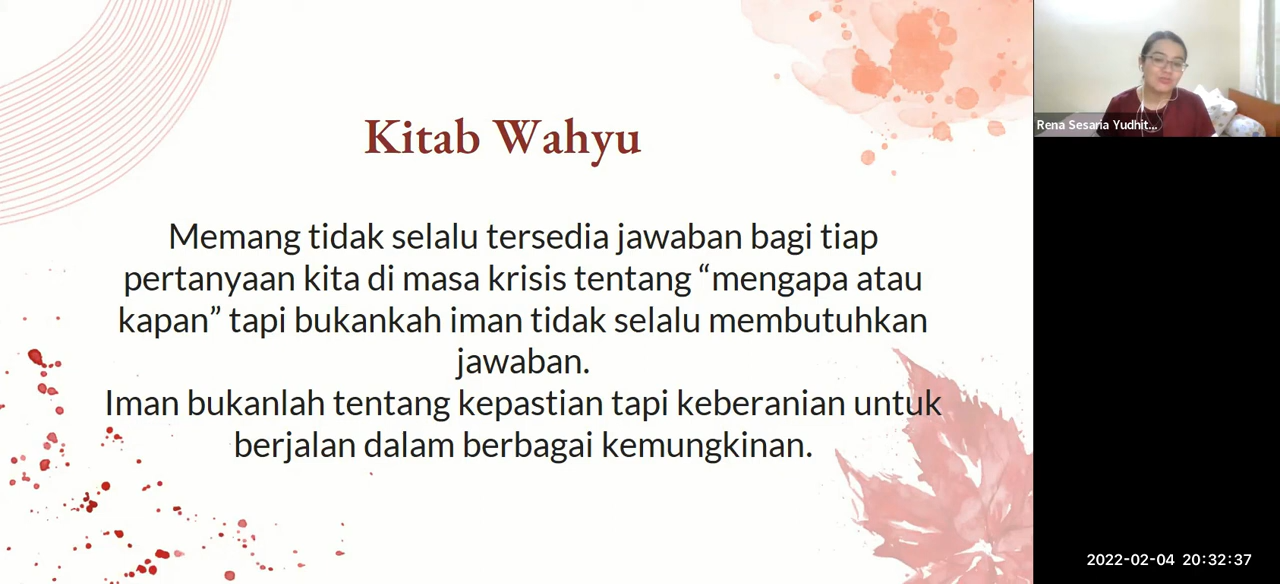 Kitab Wahyu
Memang tidak selalu tersedia jawaban bagi tiap
pertanyaan kita di masa krisis tentang “mengapa atau
kapan” tapi bukankah iman tidak selalu membutuhkan
jawaban.
Iman bukanlah tentang kepastian tapi keberanian untuk
berjalan dalam berbagai kemungkinan.
Rena Sesaria Yudhit...
2022-02-04 20:32:37